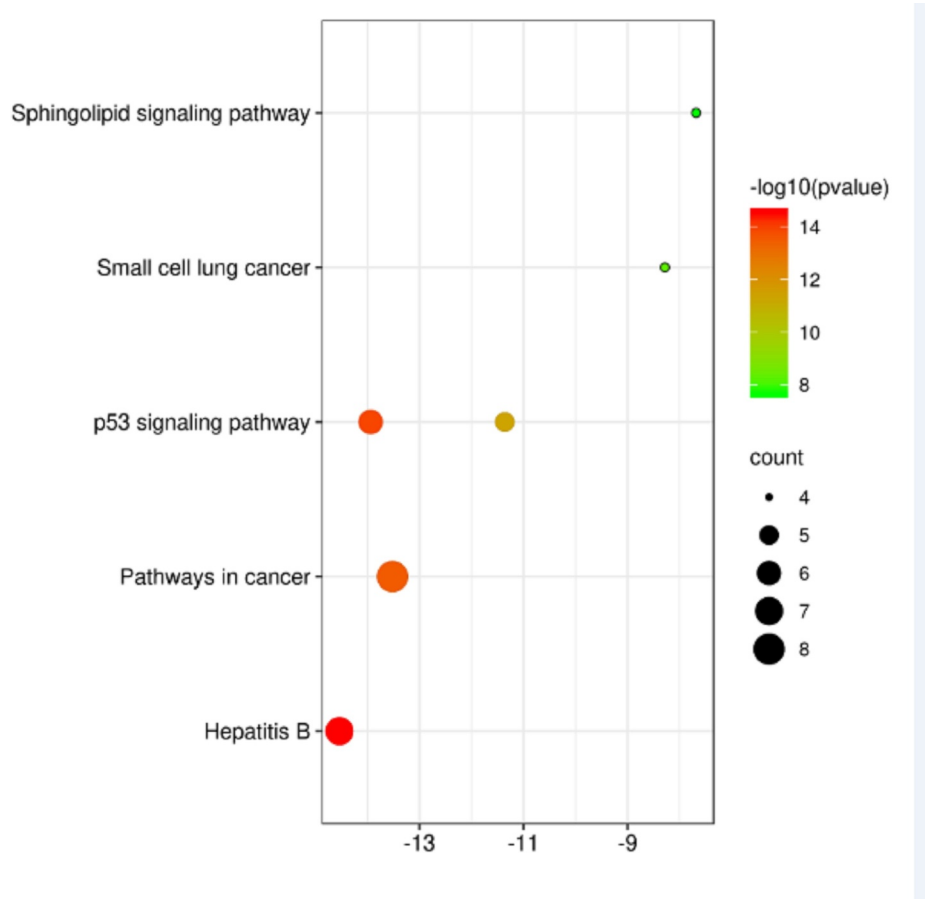 Sphingolipid signaling pathway
Small cell lung cancer
p53 signaling pathway
Pathways in cancer
Hepatitis B
-13 -11 -9
-log10(pvalue)
14
12
10
8
count
4
5
6
7
8